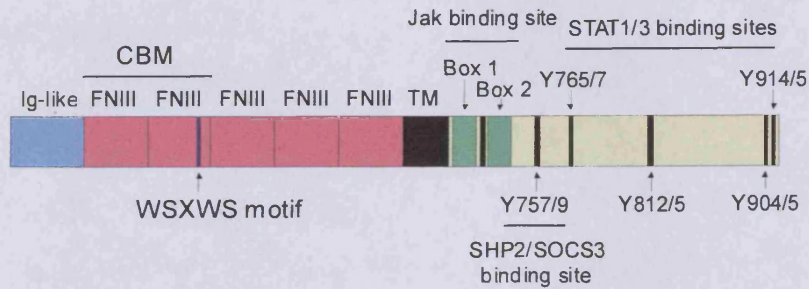 Jak binding site
STAT1/3 binding sites
CBM
Box 1
Y765/7
Y914/5
Box 2
Ig-like FNIII FNIII FNIII FNIII FNIII TM
WSXWS motif
Y757/9
Y812/5
Y904/5
SHP2/SOCS3
binding site